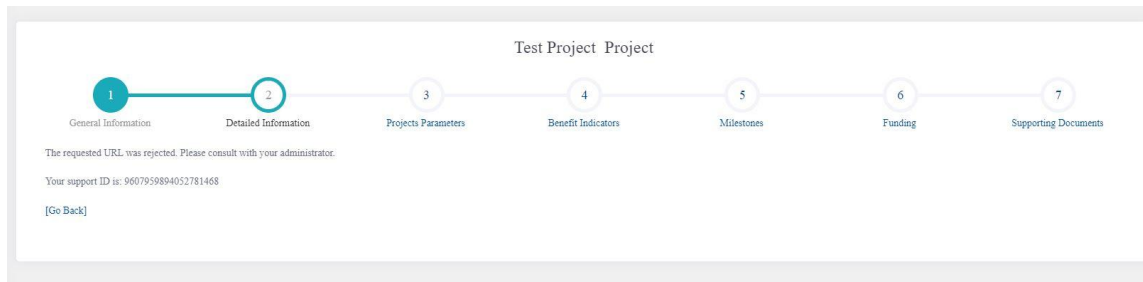 Test Project Project
1 2 3 4 5 6 7
General Information Detailed Information Projects Parameters Benefit Indicators Milestones Funding Supporting Documents
The requested URL was rejected. Please consult with your administrator.
Your support ID is: 9607959894052781468
[Go Back]